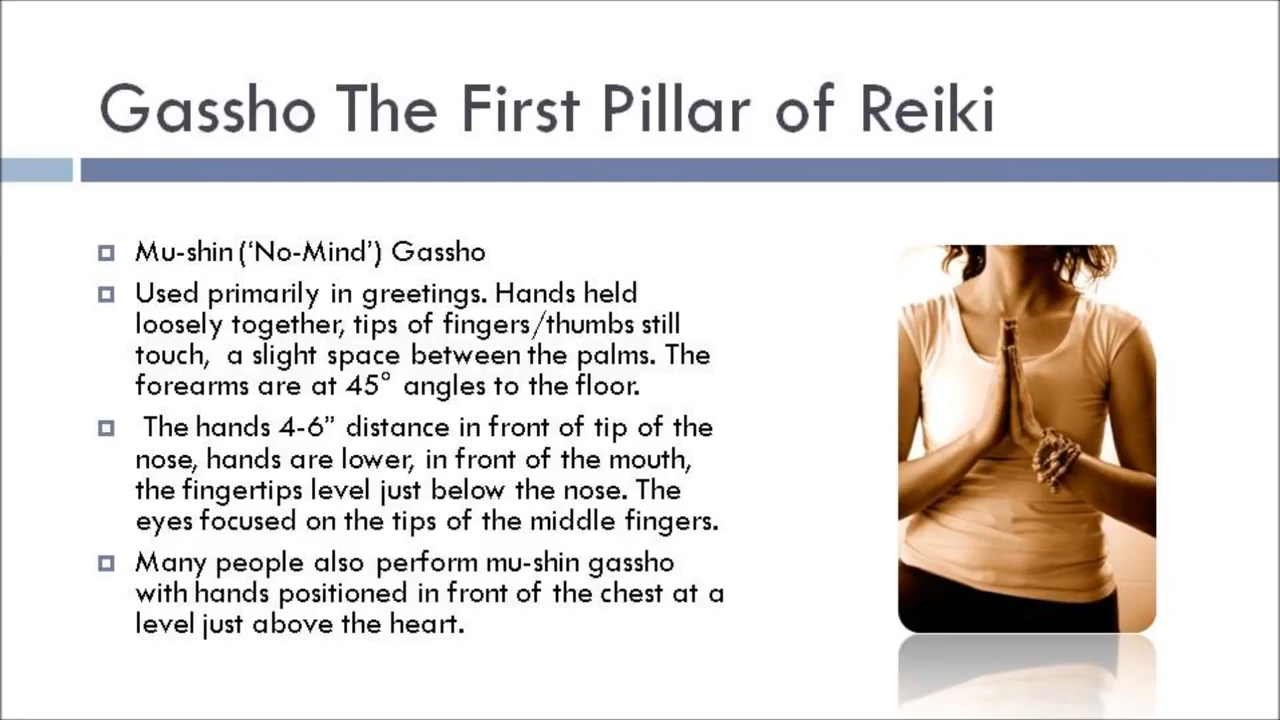 Gassho The First Pillar of Reiki
Mu-shin (‘No-Mind’) Gassho
Used primarily in greetings. Hands held
loosely together, tips of fingers/thumbs still
touch, a slight space between the palms. The
forearms are at 45° angles to the floor.
The hands 4-6” distance in front of tip of the
nose, hands are lower, in front of the mouth,
the fingertips level just below the nose. The
eyes focused on the tips of the middle fingers.
Many people also perform mu-shin gassho
with hands positioned in front of the chest at a
level just above the heart.